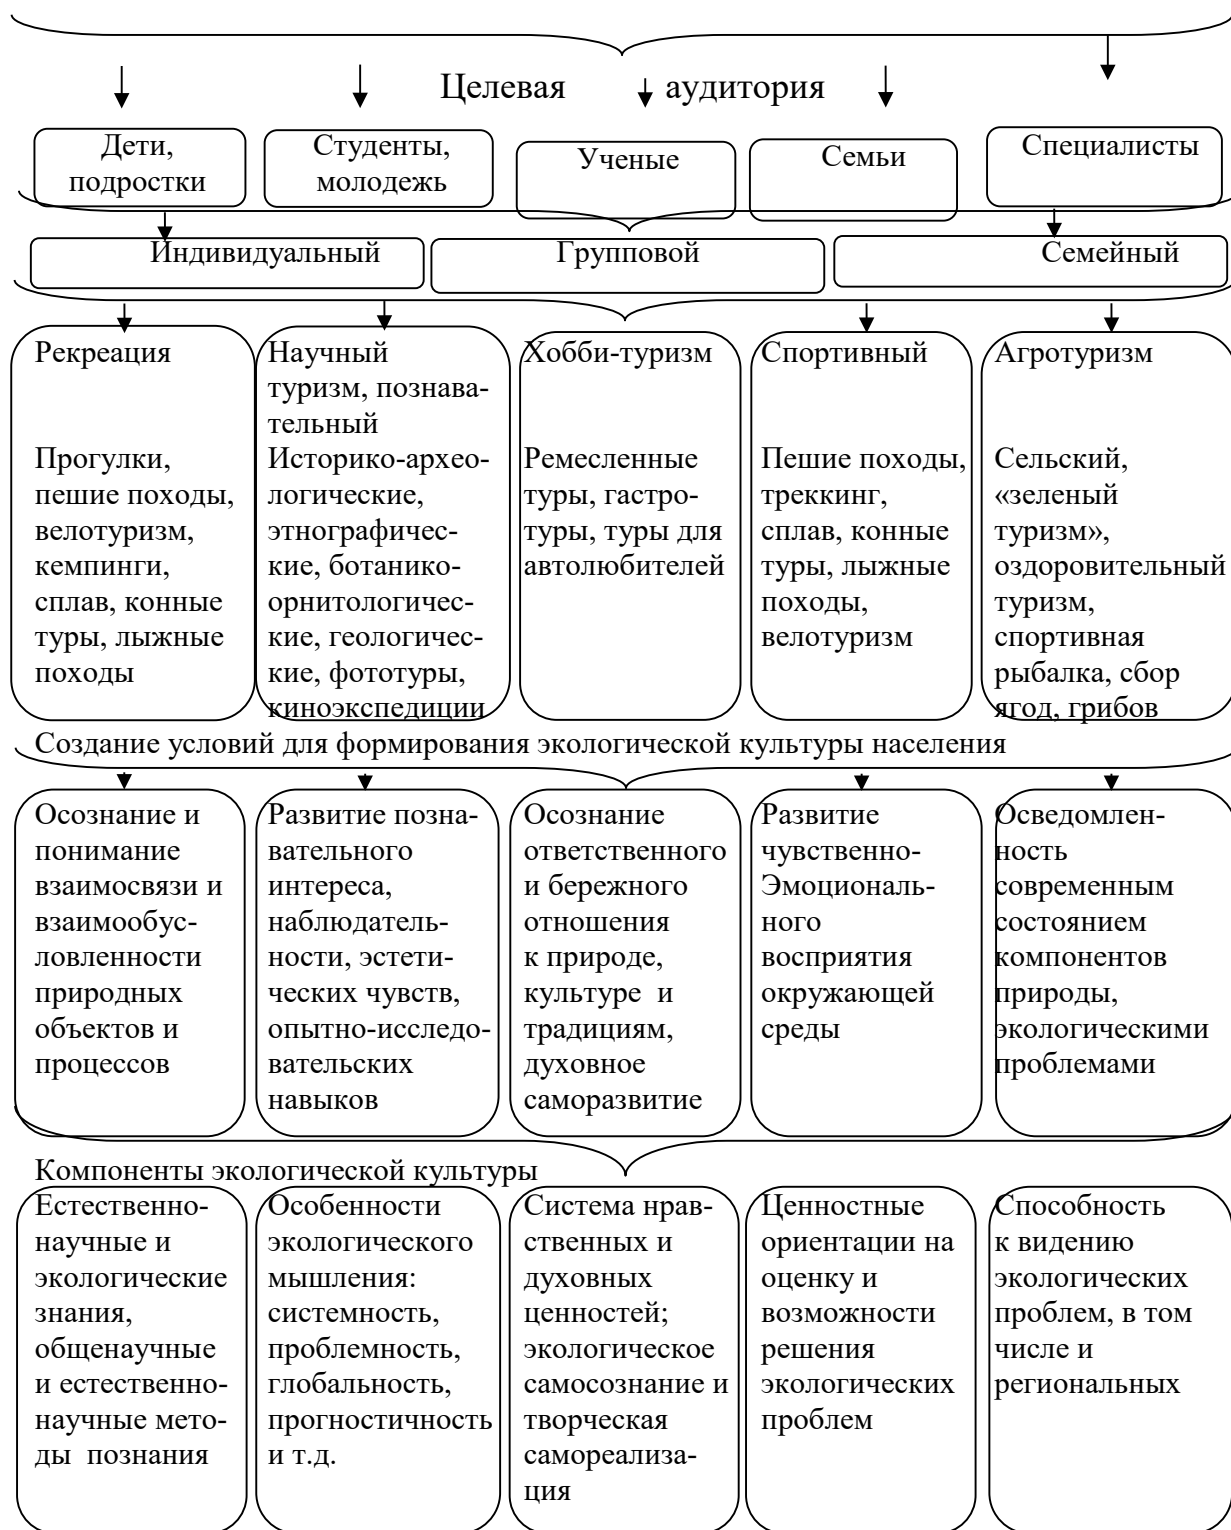 Целевая аудитория
Дети,
подростки
Студенты,
молодежь
Ученые
Семьи
Специалисты
Индивидуальный
Групповой
Семейный
Рекреация
Прогулки,
пешие походы,
велотуризм,
кемпинги,
сплав, конные
туры, лыжные
походы
Научный
туризм, познава-
тельный
Историко-архео-
логические,
этнографичес-
кие, ботанико-
орнитологичес-
кие, геологичес-
кие, фототуры,
киноэкспедиции
Хобби-туризм
Ремесленные
туры, гастро-
туры, туры для
автолюбителей
Спортивный
Пешие походы,
треккинг,
сплав, конные
туры, лыжные
походы,
велотуризм
Агротуризм
Сельский,
«зеленый
туризм»,
оздоровительный
туризм,
спортивная
рыбалка, сбор
ягод, грибов
Создание условий для формирования экологической культуры населения
Осознание и
понимание
взаимосвязи и
взаимообус-
ловленности
природных
объектов и
процессов
Развитие позна-
вательного
интереса,
наблюдатель-
ности, эстети-
ческих чувств,
опытно-исследо-
вательских
навыков
Осознание
ответственного
и бережного
отношения
к природе,
культуре и
традициям,
духовное
саморазвитие
Развитие
чувственно-
Эмоциональ-
ного
восприятия
окружающей
среды
Осведомлен-
ность
современным
состоянием
компонентов
природы,
экологическими
проблемами
Компоненты экологической культуры
Естественно-
научные и
экологические
знания,
общенаучные
и естественно-
научные мето-
ды познания
Особенности
экологического
мышления:
системность,
проблемность,
глобальность,
прогностичность
и т.д.
Система нрав-
ственных и
духовных
ценностей;
экологическое
самосознание и
творческая
самореализа-
ция
Ценностные
ориентации на
оценку и
возможности
решения
экологических
проблем
Способность
к видению
экологических
проблем, в том
числе и
региональных